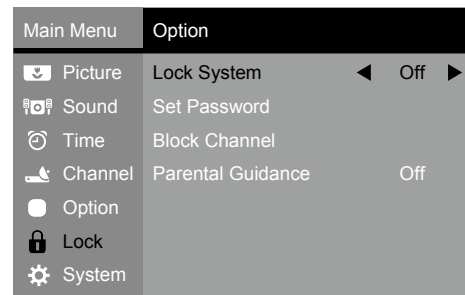 Main Menu Option
Picture Lock System Off
Sound Set Password
Time Block Channel
Channel Parental Guidance Off
Option
Lock
System